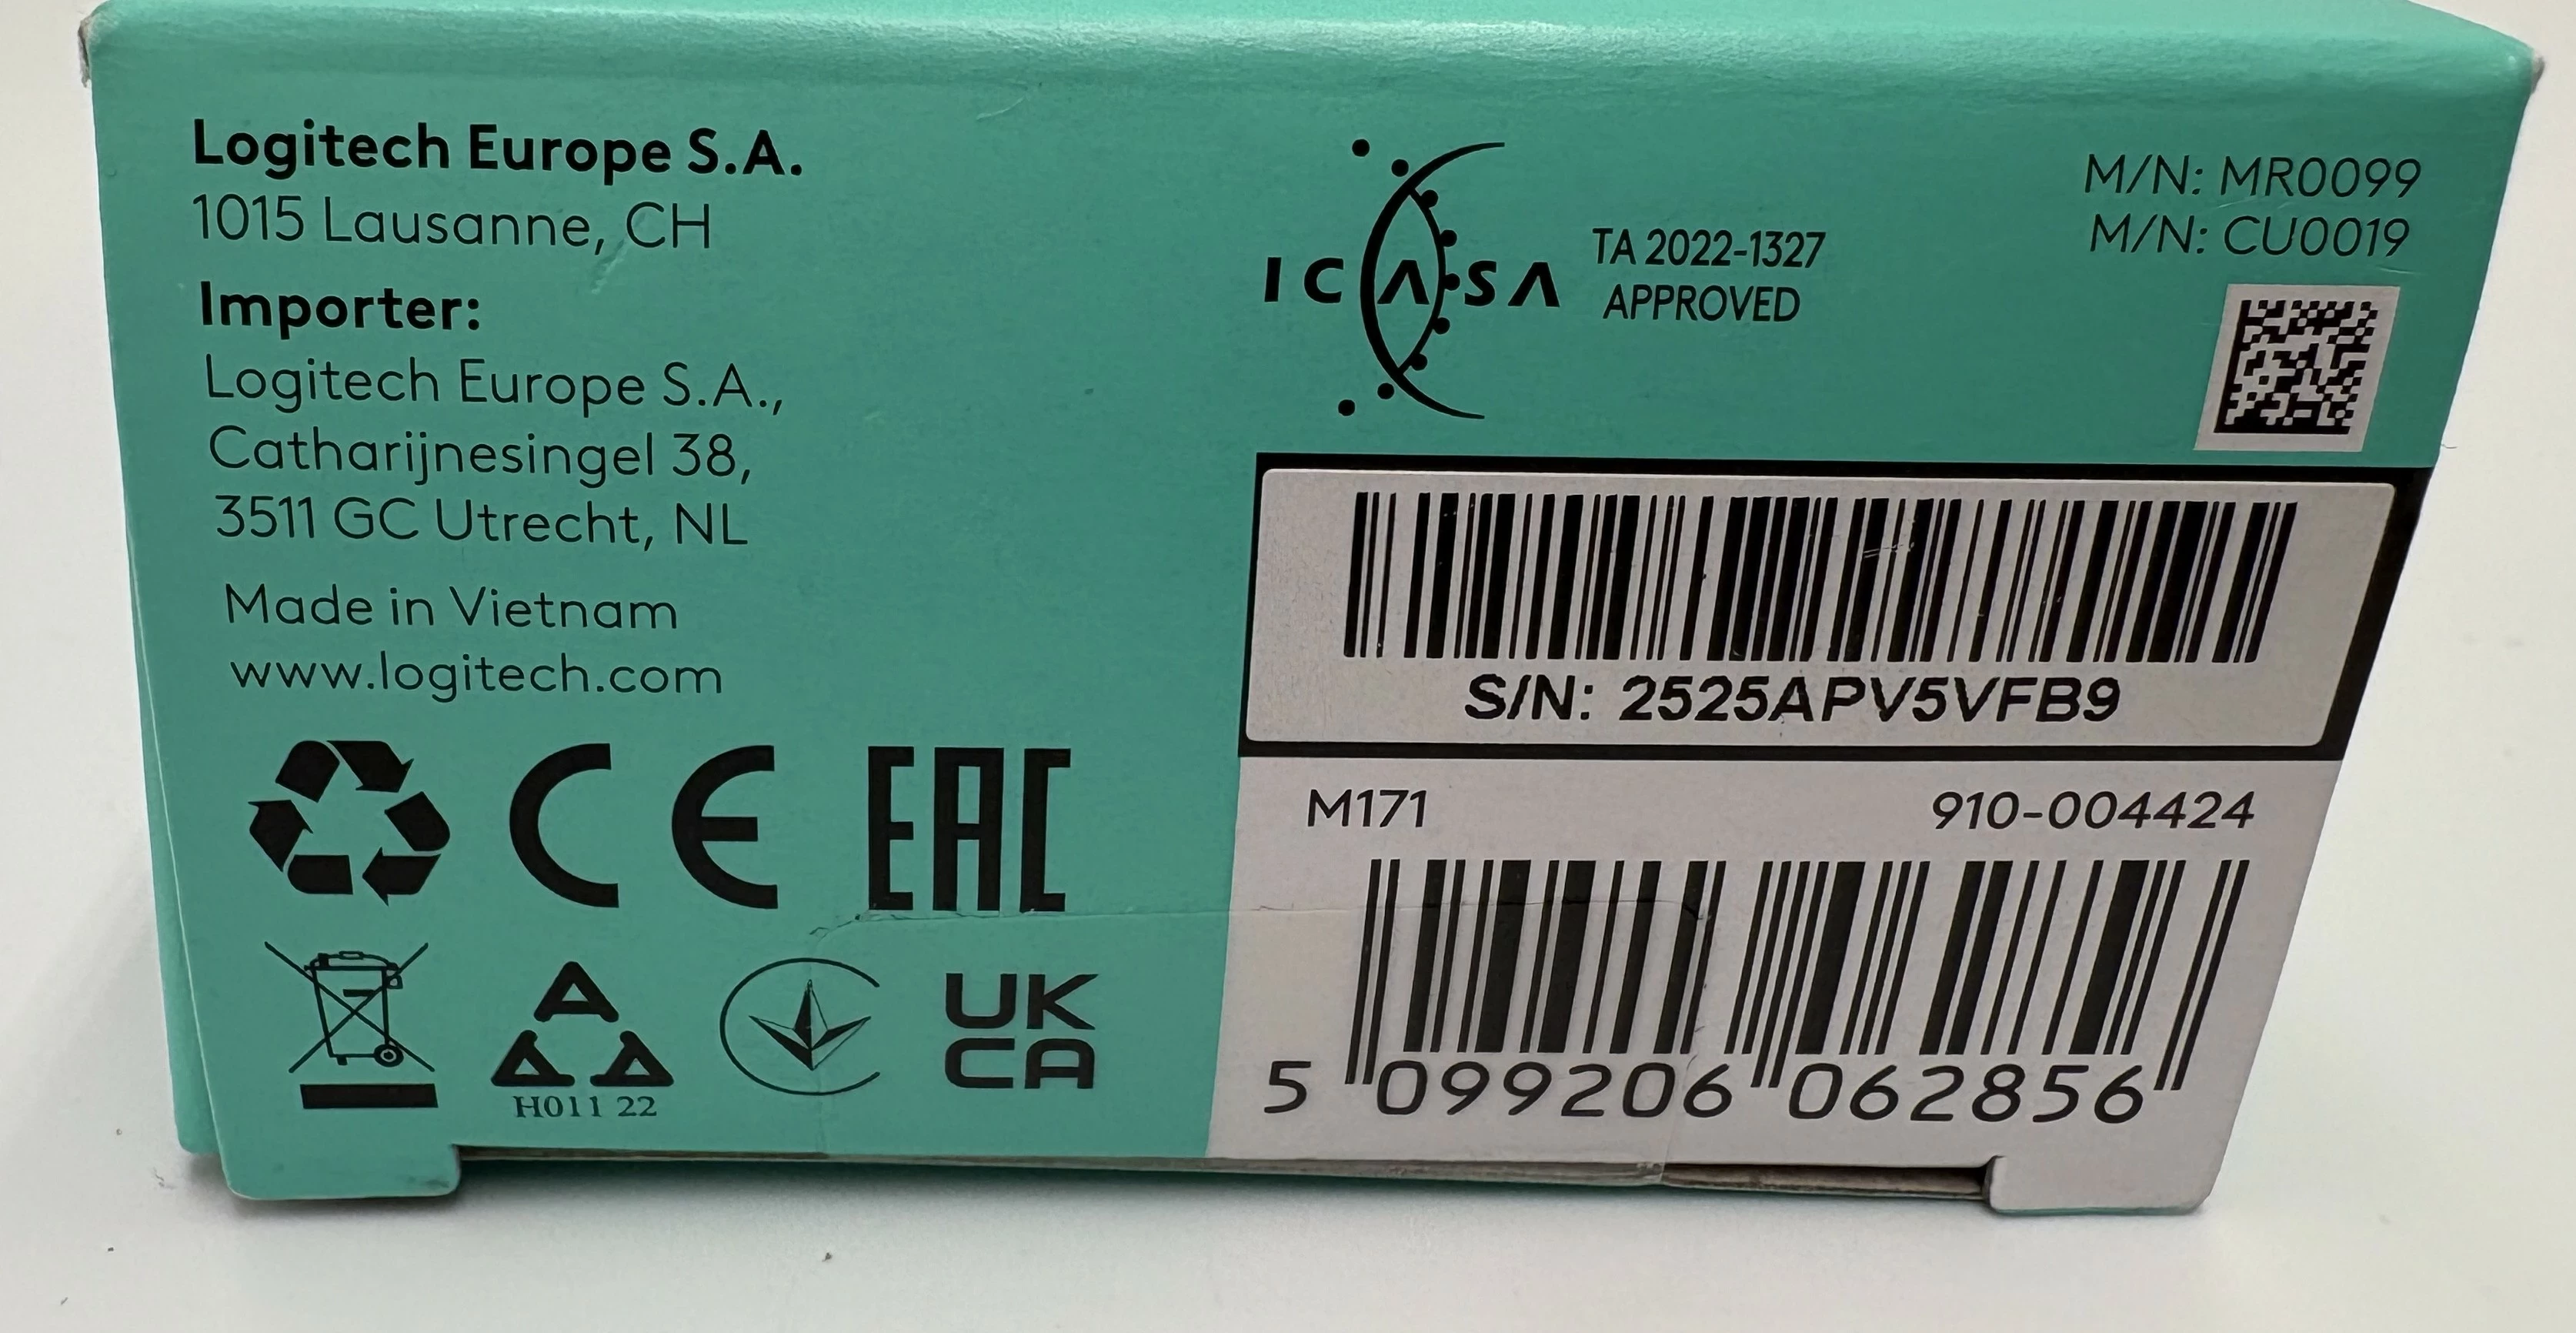 Logitech Europe S.A.
1015 Lausanne, CH
Importer:
Logitech Europe S.A.,
Catharijnesingel 38,
3511 GC Utrecht, NL
Made in Vietnam
www.logitech.com
CE EAC
H011 22
UK
CA
ICASA
TA 2022-1327
APPROVED
M/N: MR0099
M/N: CU0019
S/N: 2525APV5VFB9
M171 910-004424
5 099206 062856